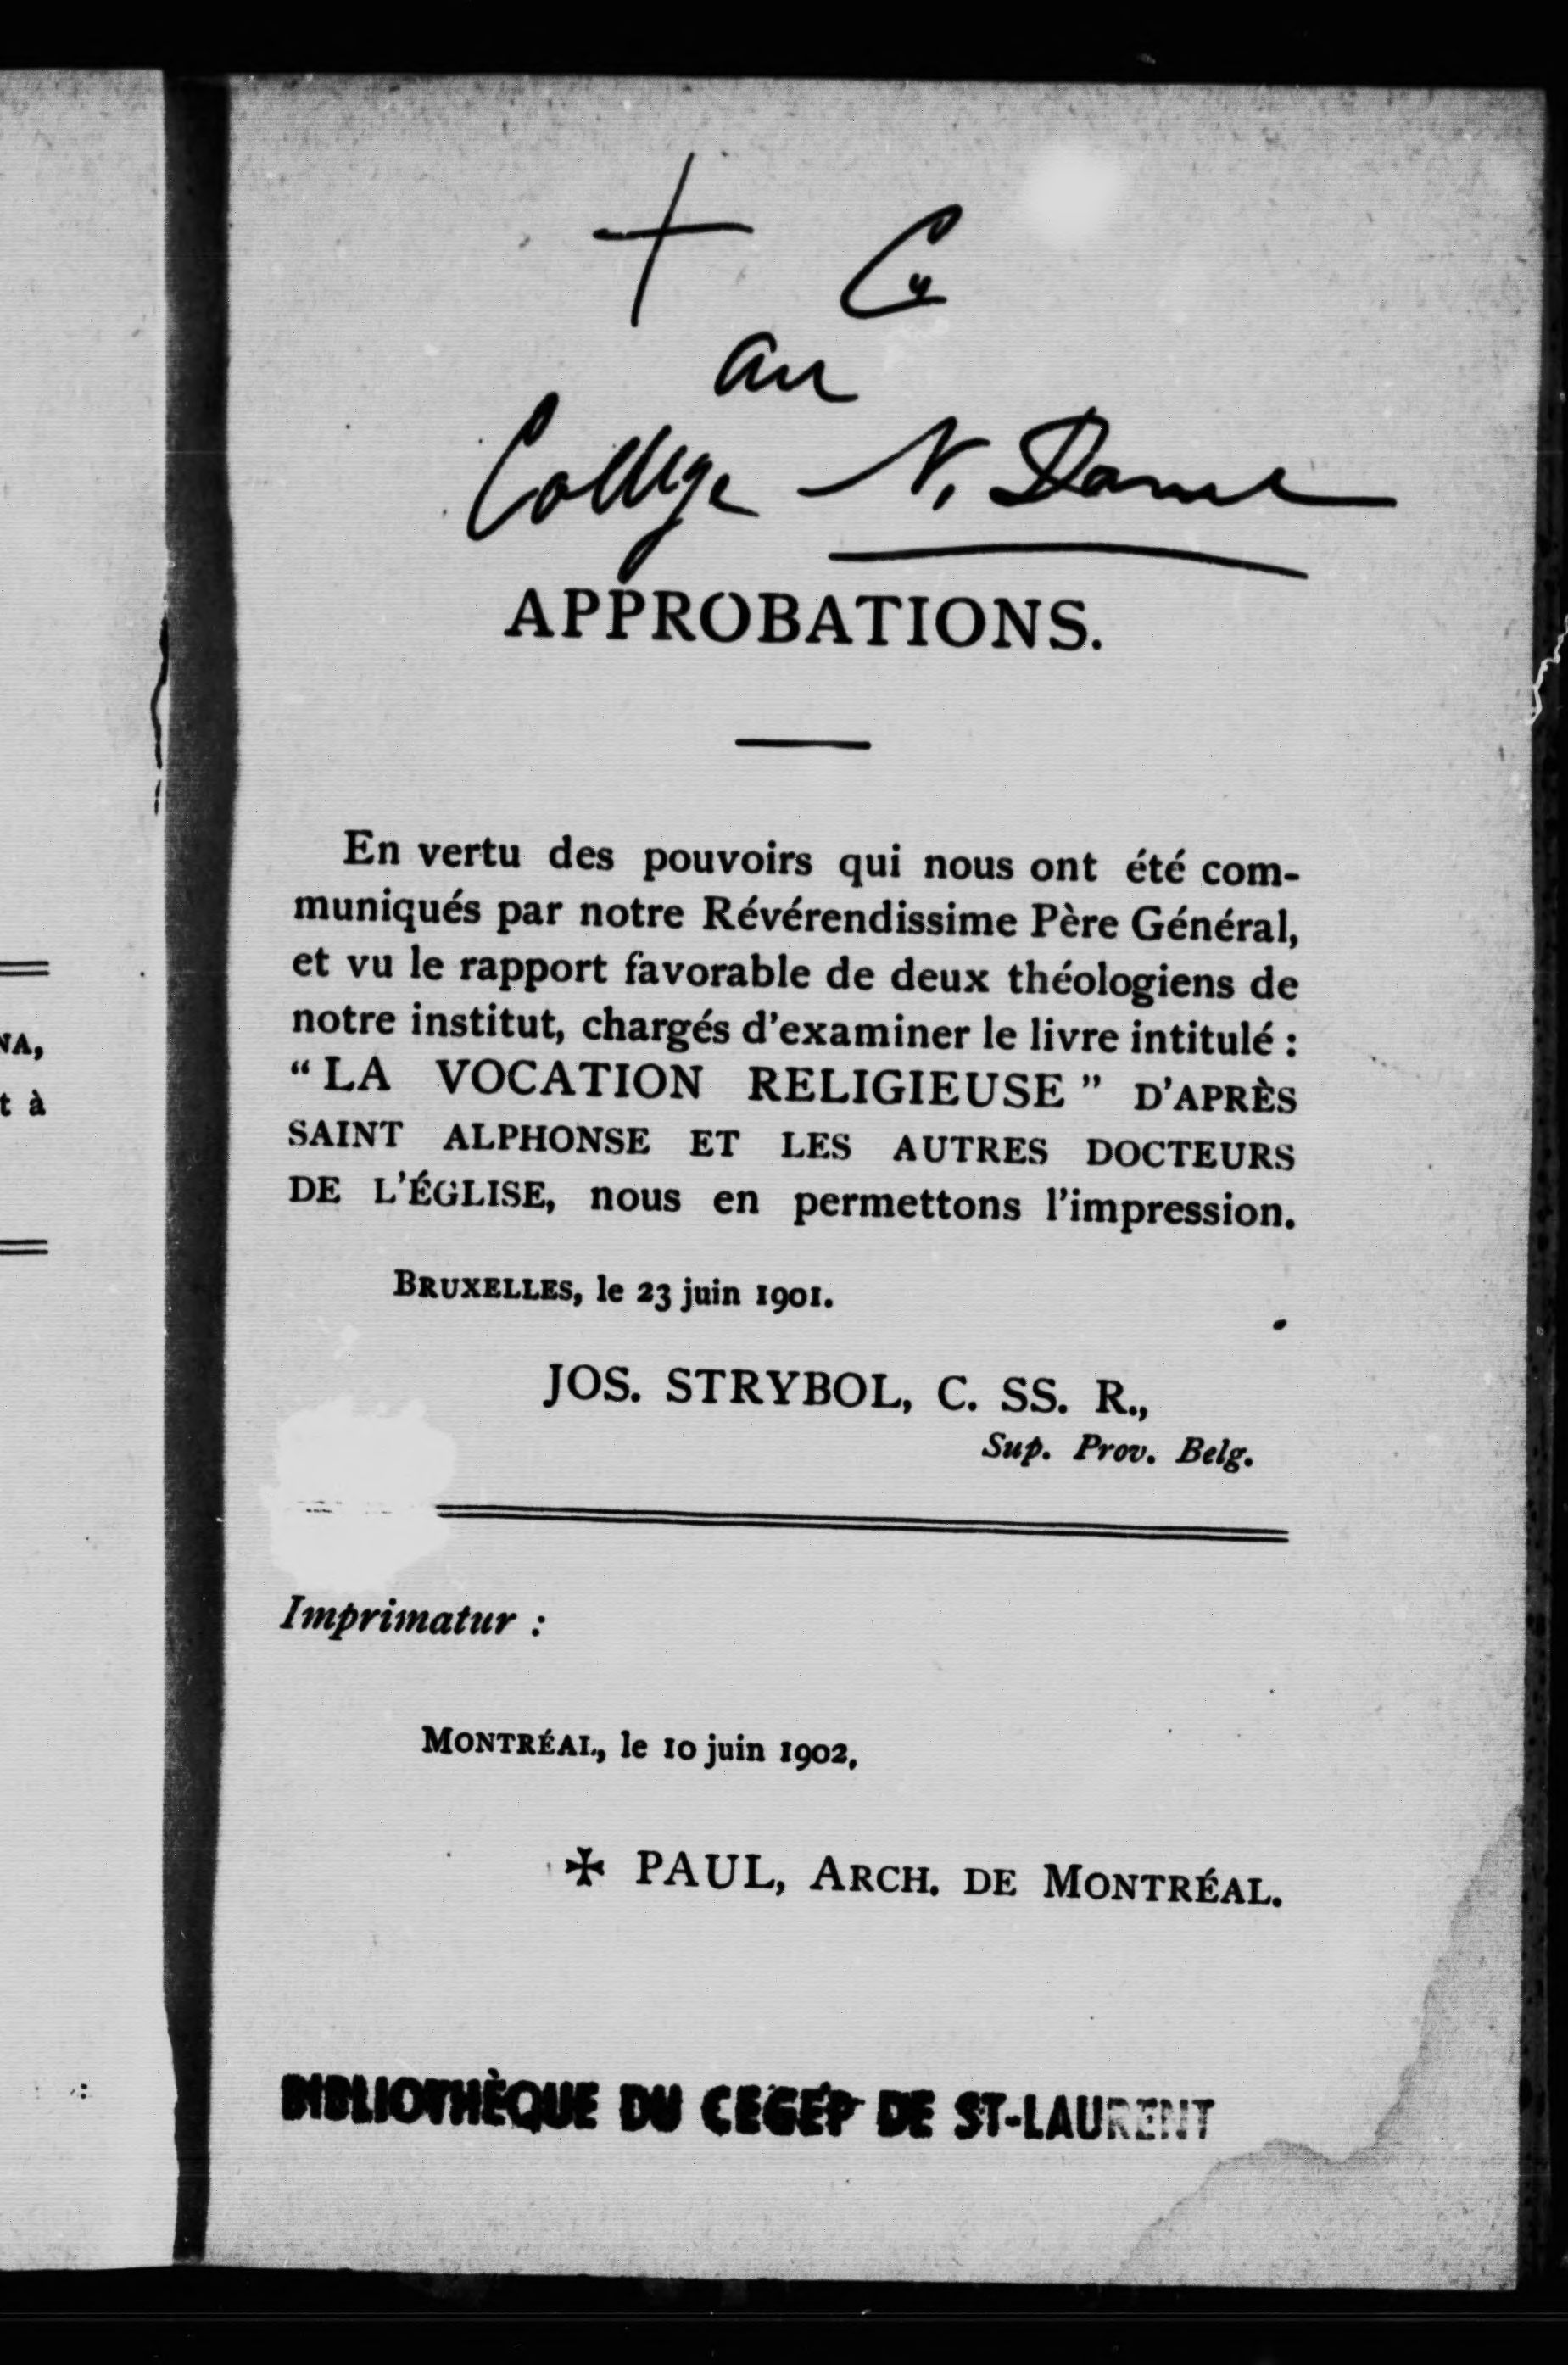 + C
au
College N. Dame
APPROBATIONS.
En vertu des pouvoirs qui nous ont été com-
muniqués par notre Révérendissime Père Général,
et vu le rapport favorable de deux théologiens de
notre institut, chargés d'examiner le livre intitulé :
“ LA VOCATION RELIGIEUSE ” D'APRÈS
SAINT ALPHONSE ET LES AUTRES DOCTEURS
DE L'ÉGLISE, nous en permettons l'impression.
BRUXELLES, le 23 juin 1901.
JOS. STRYBOL, C. SS. R.,
Sup. Prov. Belg.
Imprimatur :
MONTRÉAL, le 10 juin 1902,
✠ PAUL, ARCH. DE MONTRÉAL.
BIBLIOTHÈQUE DU CEGEP DE ST-LAURENT
NA,
t à